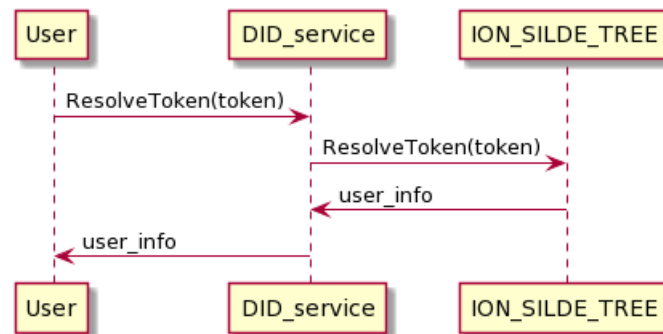 User DID_service ION_SILDE_TREE
ResolveToken(token)
ResolveToken(token)
user_info
user_info
User DID_service ION_SILDE_TREE